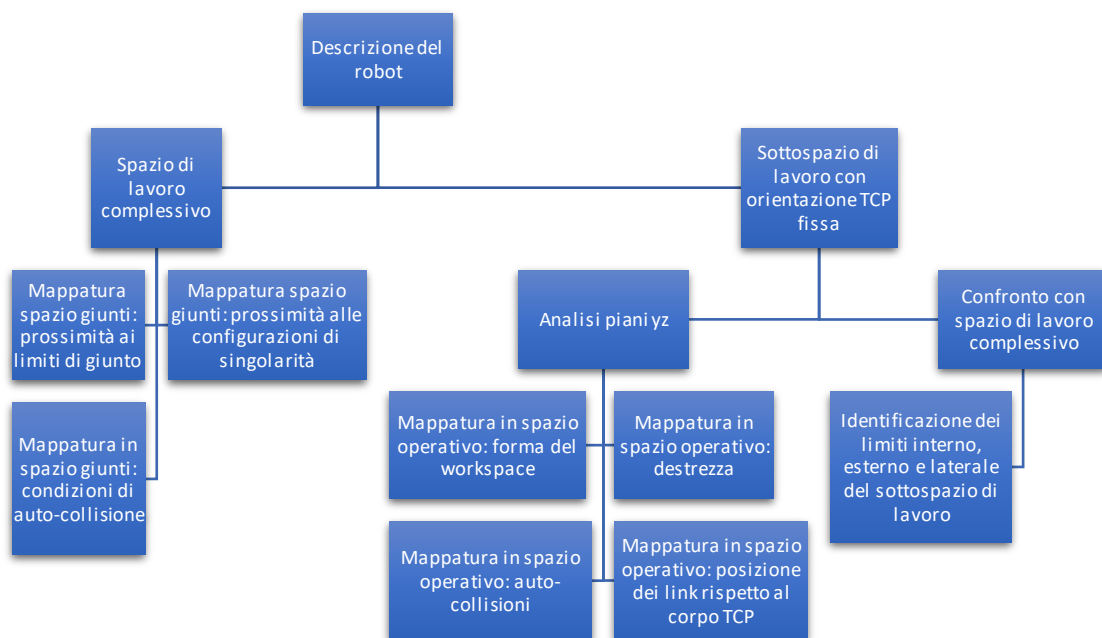 Descrizione del
robot
Spazio di
lavoro
complessivo
Sottospazio di
lavoro con
orientazione TCP
fissa
Mappatura
spazio giunti:
prossimità ai
limiti di giunto
Mappatura spazio
giunti: prossimità alle
configurazioni di
singolarità
Mappatura in
spazio giunti:
condizioni di
auto-collisione
Analisi piani yz
Confronto con
spazio di lavoro
complessivo
Mappatura in spazio
operativo: forma del
workspace
Mappatura in
spazio operativo:
destrezza
Mappatura in spazio
operativo: auto-
collisioni
Mappatura in spazio
operativo: posizione
dei link rispetto al
corpo TCP
Identificazione dei
limiti interno,
esterno e laterale
del sottospazio di
lavoro